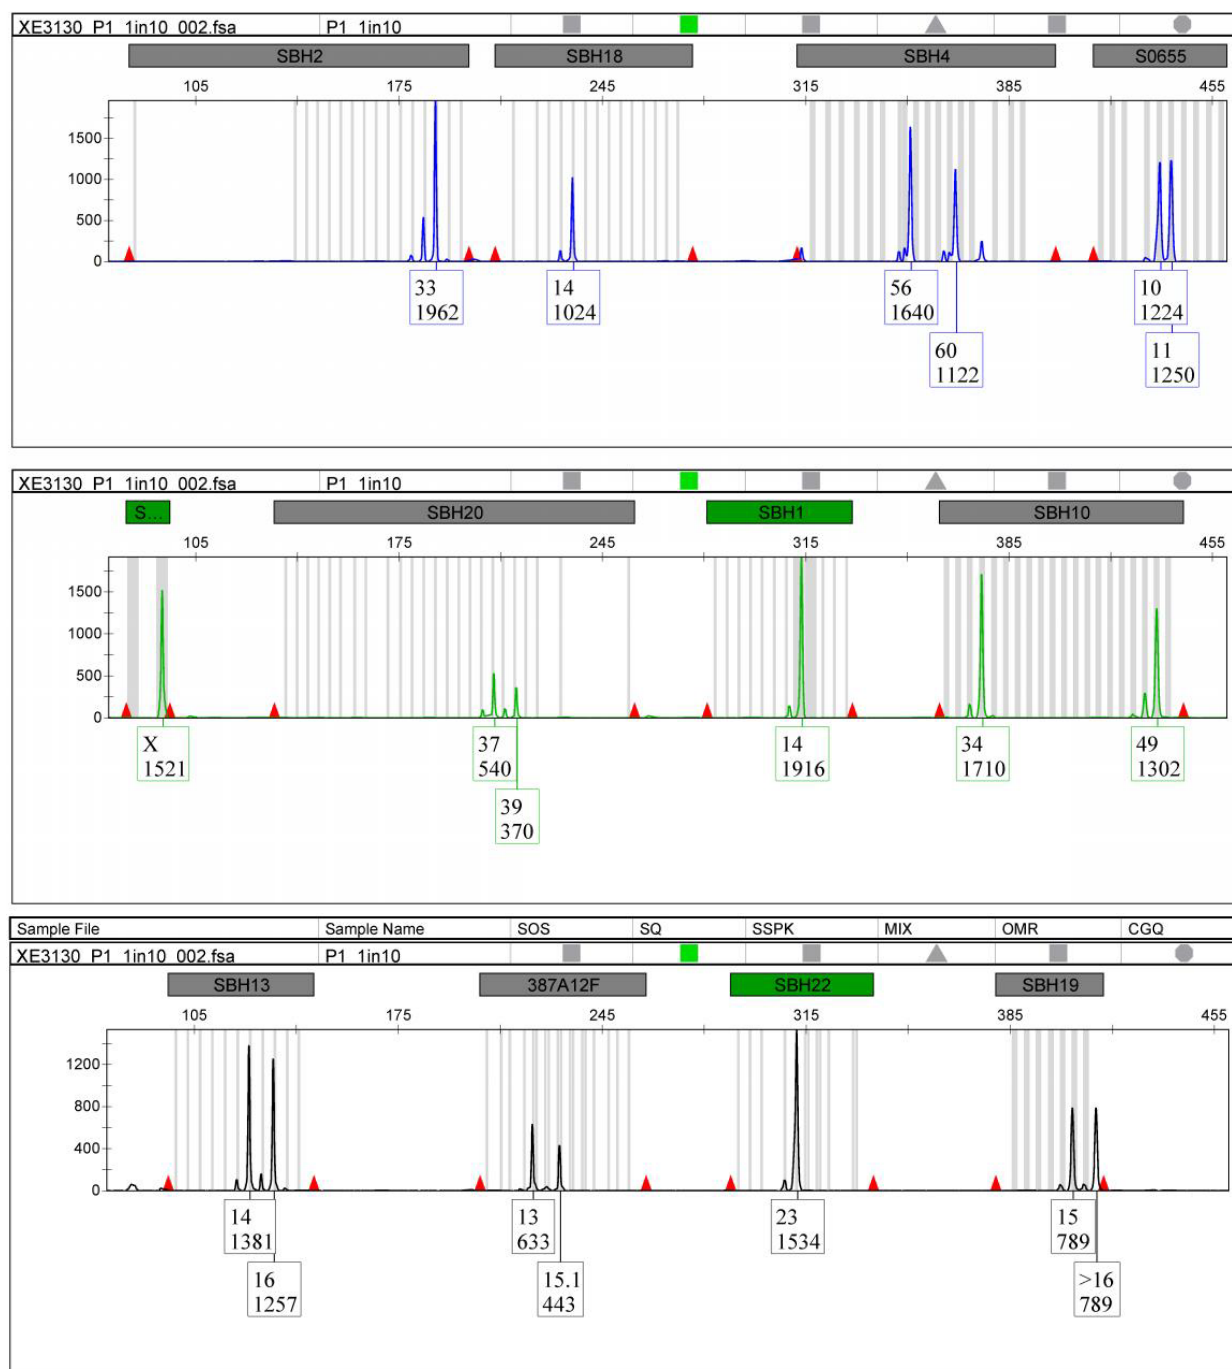 XE3130_P1_1in10_002.fsa P1_1in10
SBH2 SBH18 SBH4 S0655
105 175 245 315 385 455
1500
1000
500
0
33 14 56 10
1962 1024 1640 1224
60 11
1122 1250
XE3130_P1_1in10_002.fsa P1_1in10
S... SBH20 SBH1 SBH10
105 175 245 315 385 455
1500
1000
500
0
X 37 14 34 49
1521 540 1916 1710 1302
39
370
Sample File Sample Name SOS SQ SSPK MIX OMR CGQ
XE3130_P1_1in10_002.fsa P1_1in10
SBH13 387A12F SBH22 SBH19
105 175 245 315 385 455
1200
800
400
0
14 13 23 15
1381 633 1534 789
16 15.1 >16
1257 443 789